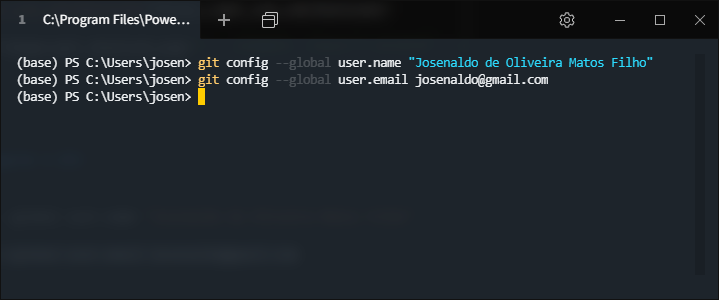 1 C:\Program Files\Powe...
(base) PS C:\Users\josen> git config --global user.name "Josenaldo de Oliveira Matos Filho"
(base) PS C:\Users\josen> git config --global user.email josenaldo@gmail.com
(base) PS C:\Users\josen>